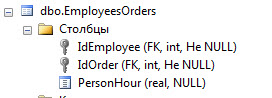 dbo.EmployeesOrders
Столбцы
IdEmployee (FK, int, Не NULL)
IdOrder (FK, int, Не NULL)
PersonHour (real, NULL)